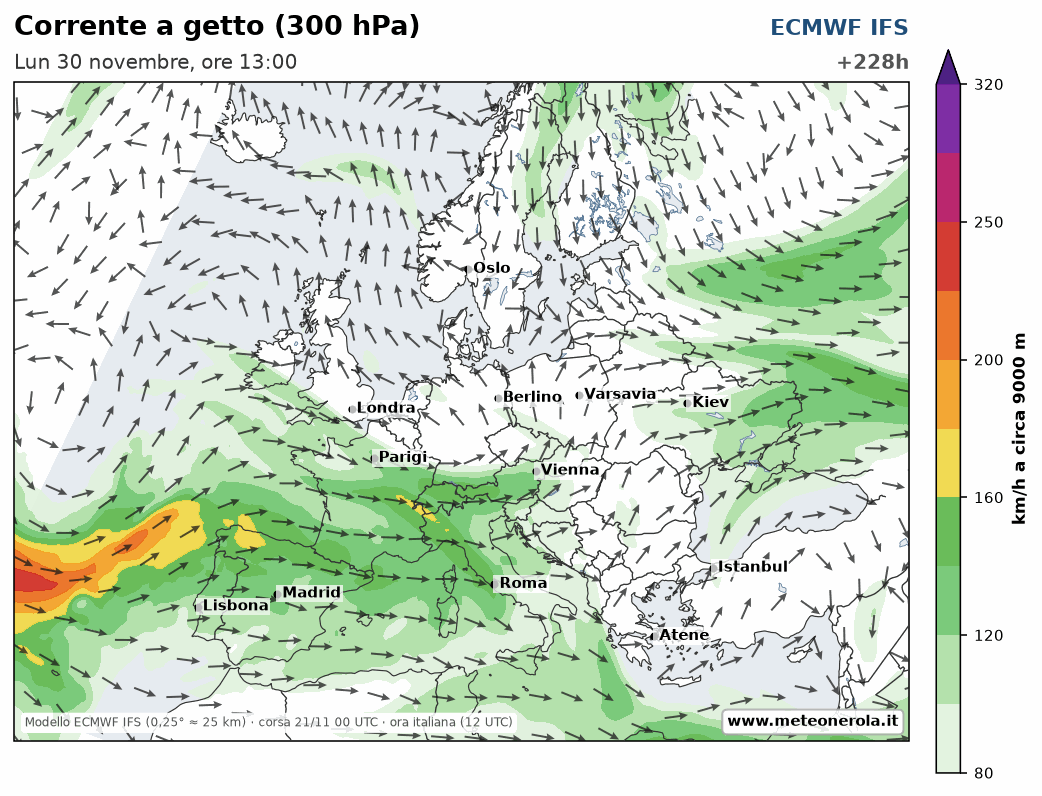 Corrente a getto (300 hPa)
ECMWF IFS
Lun 30 novembre, ore 13:00
+228h
320
250
200
160
120
80
km/h a circa 9000 m
Oslo
Berlino
Varsavia
Kiev
Londra
Parigi
Vienna
Istanbul
Roma
Madrid
Lisbona
Atene
Modello ECMWF IFS (0,25° ≈ 25 km) · corsa 21/11 00 UTC · ora italiana (12 UTC)
www.meteonerola.it